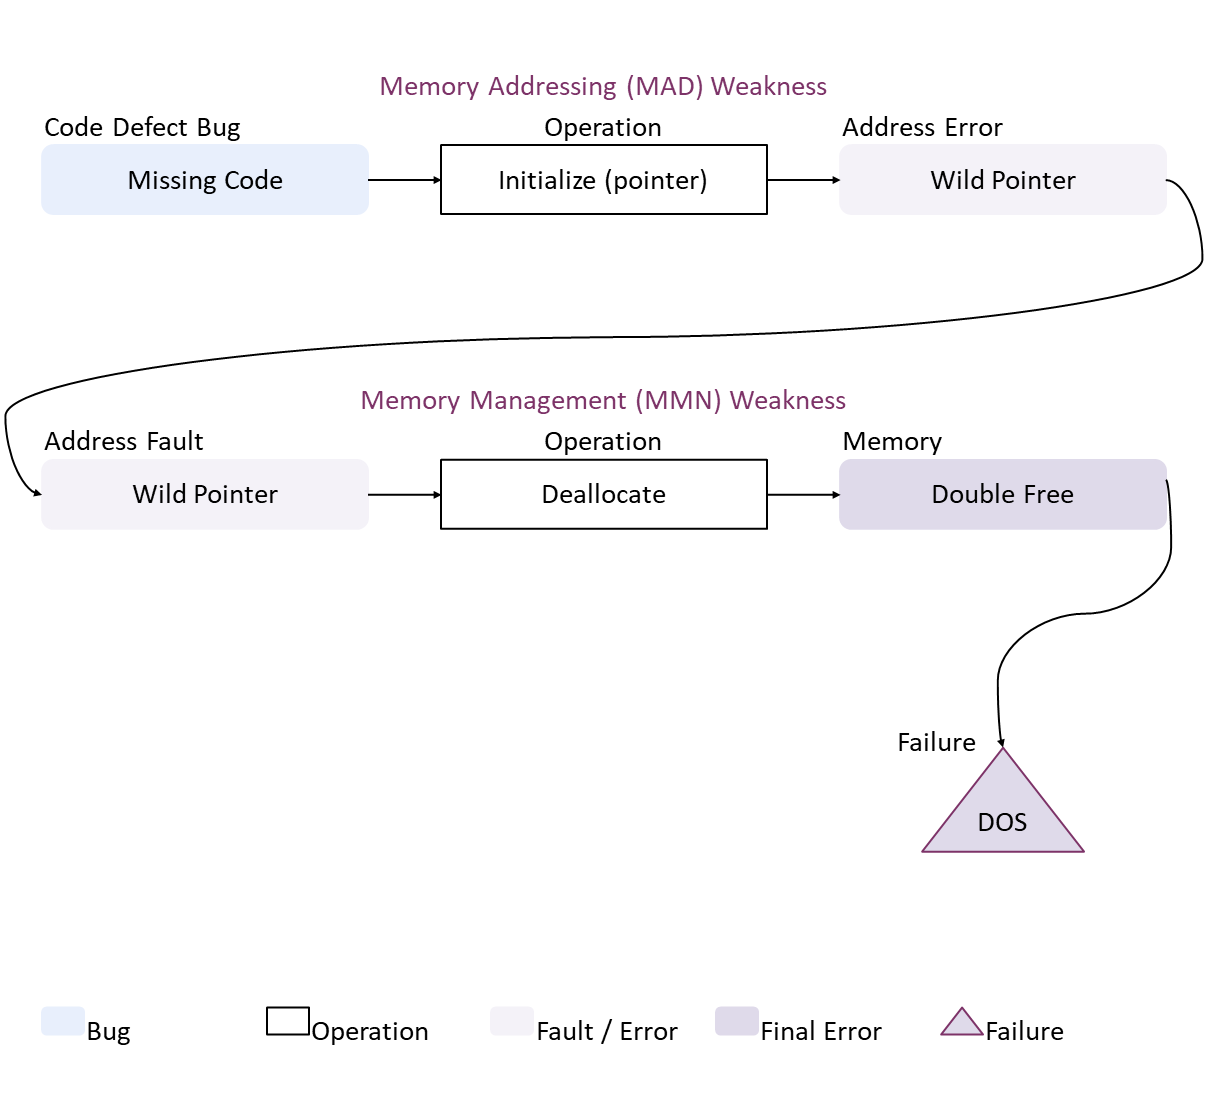 Memory Addressing (MAD) Weakness
Code Defect Bug
Operation
Address Error
Missing Code
Initialize (pointer)
Wild Pointer
Memory Management (MMN) Weakness
Address Fault
Operation
Memory
Wild Pointer
Deallocate
Double Free
Failure
DOS
Bug
Operation
Fault / Error
Final Error
Failure